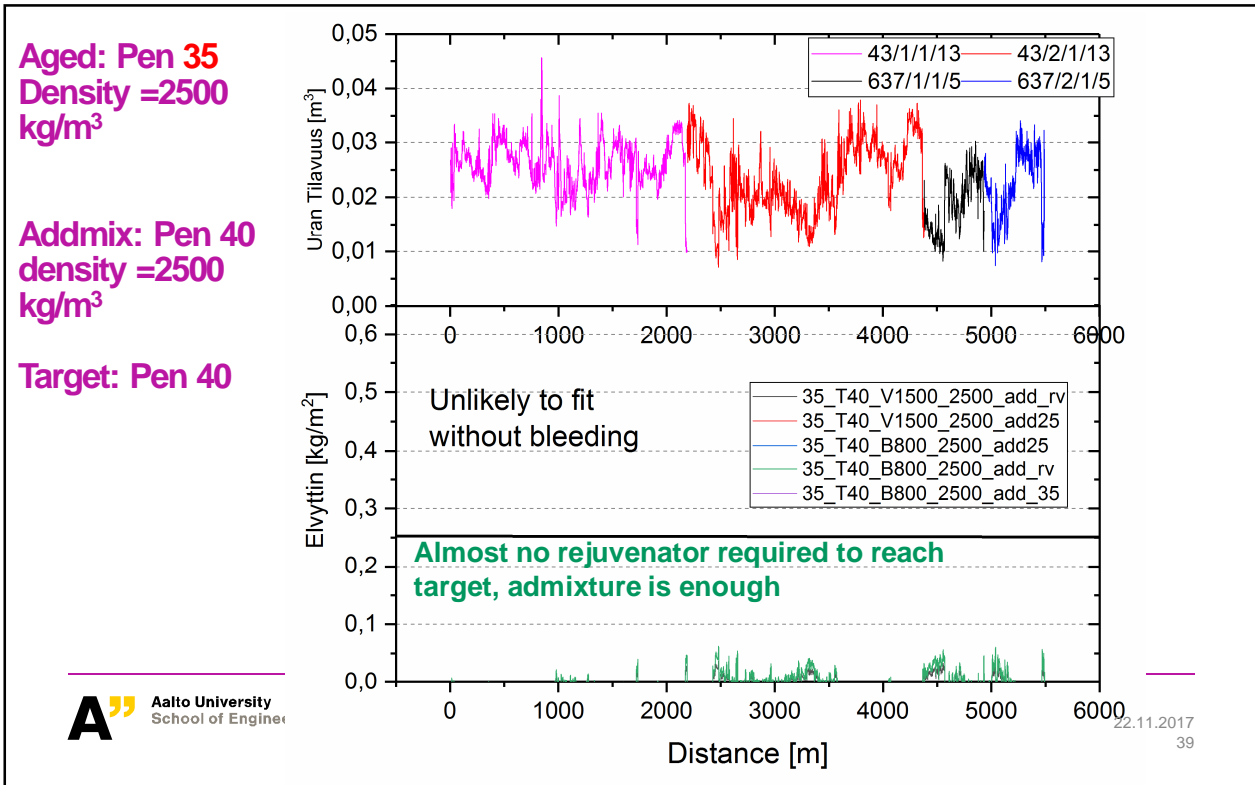 Aged: Pen 35
Density =2500
kg/m³
Addmix: Pen 40
density =2500
kg/m³
Target: Pen 40
0,05
0,04
0,03
0,02
0,01
0,00
Uran Tilavuus [m³]
43/1/1/13
43/2/1/13
637/1/1/5
637/2/1/5
0
1000
2000
3000
4000
5000
6000
0,6
0,5
0,4
0,3
0,2
0,1
0,0
Elvyttin [kg/m²]
Unlikely to fit
without bleeding
35_T40_V1500_2500_add_rv
35_T40_V1500_2500_add25
35_T40_B800_2500_add25
35_T40_B800_2500_add_rv
35_T40_B800_2500_add_35
Almost no rejuvenator required to reach
target, admixture is enough
0
1000
2000
3000
4000
5000
6000
Distance [m]
A”
Aalto University
School of Enginee
22.11.2017
39